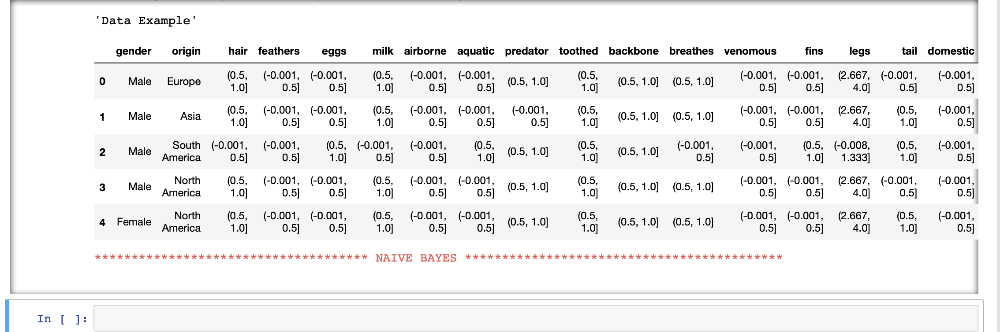 'Data Example'
gender origin hair feathers eggs milk airborne aquatic predator toothed backbone breathes venomous fins legs tail domestic
0 Male Europe (0.5, 1.0] (-0.001, 0.5] (-0.001, 0.5] (0.5, 1.0] (-0.001, 0.5] (-0.001, 0.5] (0.5, 1.0] (0.5, 1.0] (0.5, 1.0] (0.5, 1.0] (-0.001, 0.5] (-0.001, 0.5] (2.667, 4.0] (-0.001, 0.5] (-0.001, 0.5]
1 Male Asia (0.5, 1.0] (-0.001, 0.5] (-0.001, 0.5] (0.5, 1.0] (-0.001, 0.5] (-0.001, 0.5] (-0.001, 0.5] (0.5, 1.0] (0.5, 1.0] (0.5, 1.0] (-0.001, 0.5] (-0.001, 0.5] (2.667, 4.0] (0.5, 1.0] (-0.001, 0.5]
2 Male South America (-0.001, 0.5] (-0.001, 0.5] (0.5, 1.0] (-0.001, 0.5] (-0.001, 0.5] (0.5, 1.0] (0.5, 1.0] (0.5, 1.0] (0.5, 1.0] (-0.001, 0.5] (-0.001, 0.5] (0.5, 1.0] (-0.008, 1.333] (0.5, 1.0] (-0.001, 0.5]
3 Male North America (0.5, 1.0] (-0.001, 0.5] (-0.001, 0.5] (0.5, 1.0] (-0.001, 0.5] (-0.001, 0.5] (0.5, 1.0] (0.5, 1.0] (0.5, 1.0] (0.5, 1.0] (-0.001, 0.5] (-0.001, 0.5] (2.667, 4.0] (-0.001, 0.5] (-0.001, 0.5]
4 Female North America (0.5, 1.0] (-0.001, 0.5] (-0.001, 0.5] (0.5, 1.0] (-0.001, 0.5] (-0.001, 0.5] (0.5, 1.0] (0.5, 1.0] (0.5, 1.0] (0.5, 1.0] (-0.001, 0.5] (-0.001, 0.5] (2.667, 4.0] (0.5, 1.0] (-0.001, 0.5]
************************************* NAIVE BAYES *******************************************
In [ ]: